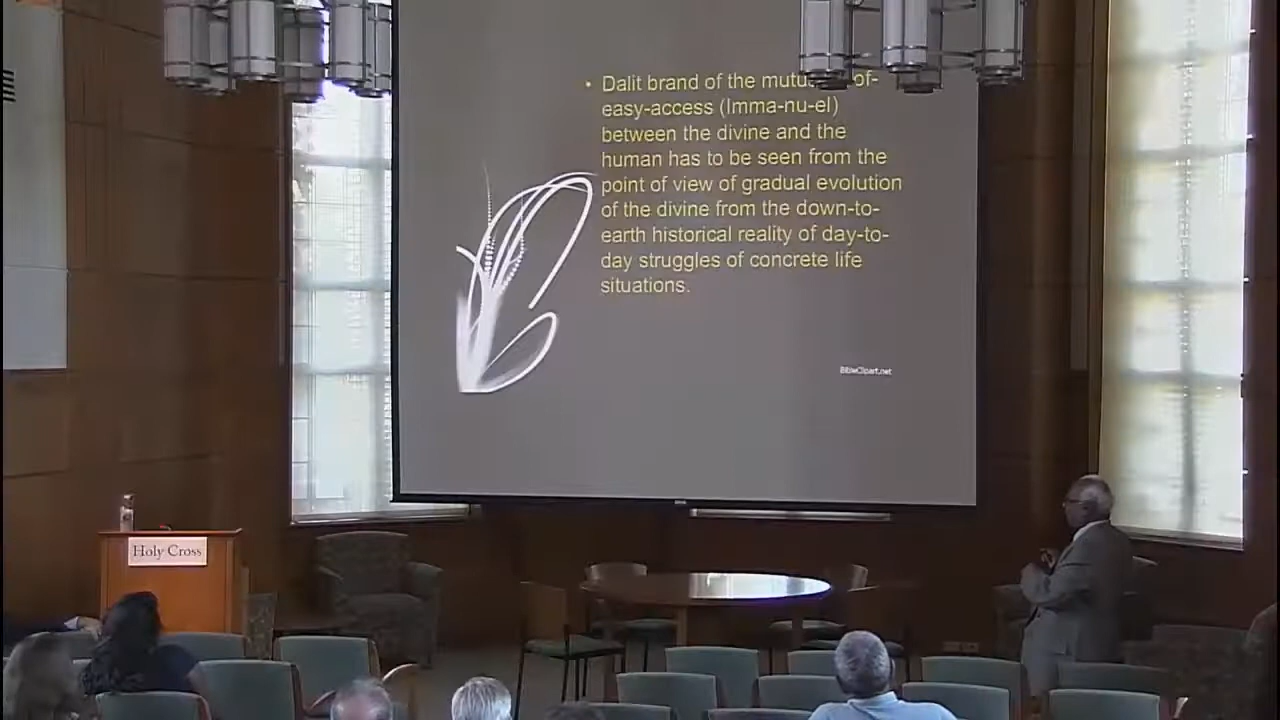 • Dalit brand of the of-
easy-access (Imma-nu-el)
between the divine and the
human has to be seen from the
point of view of gradual evolution
of the divine from the down-to-
earth historical reality of day-to-
day struggles of concrete life
situations.
BibleClipart.net
Holy Cross